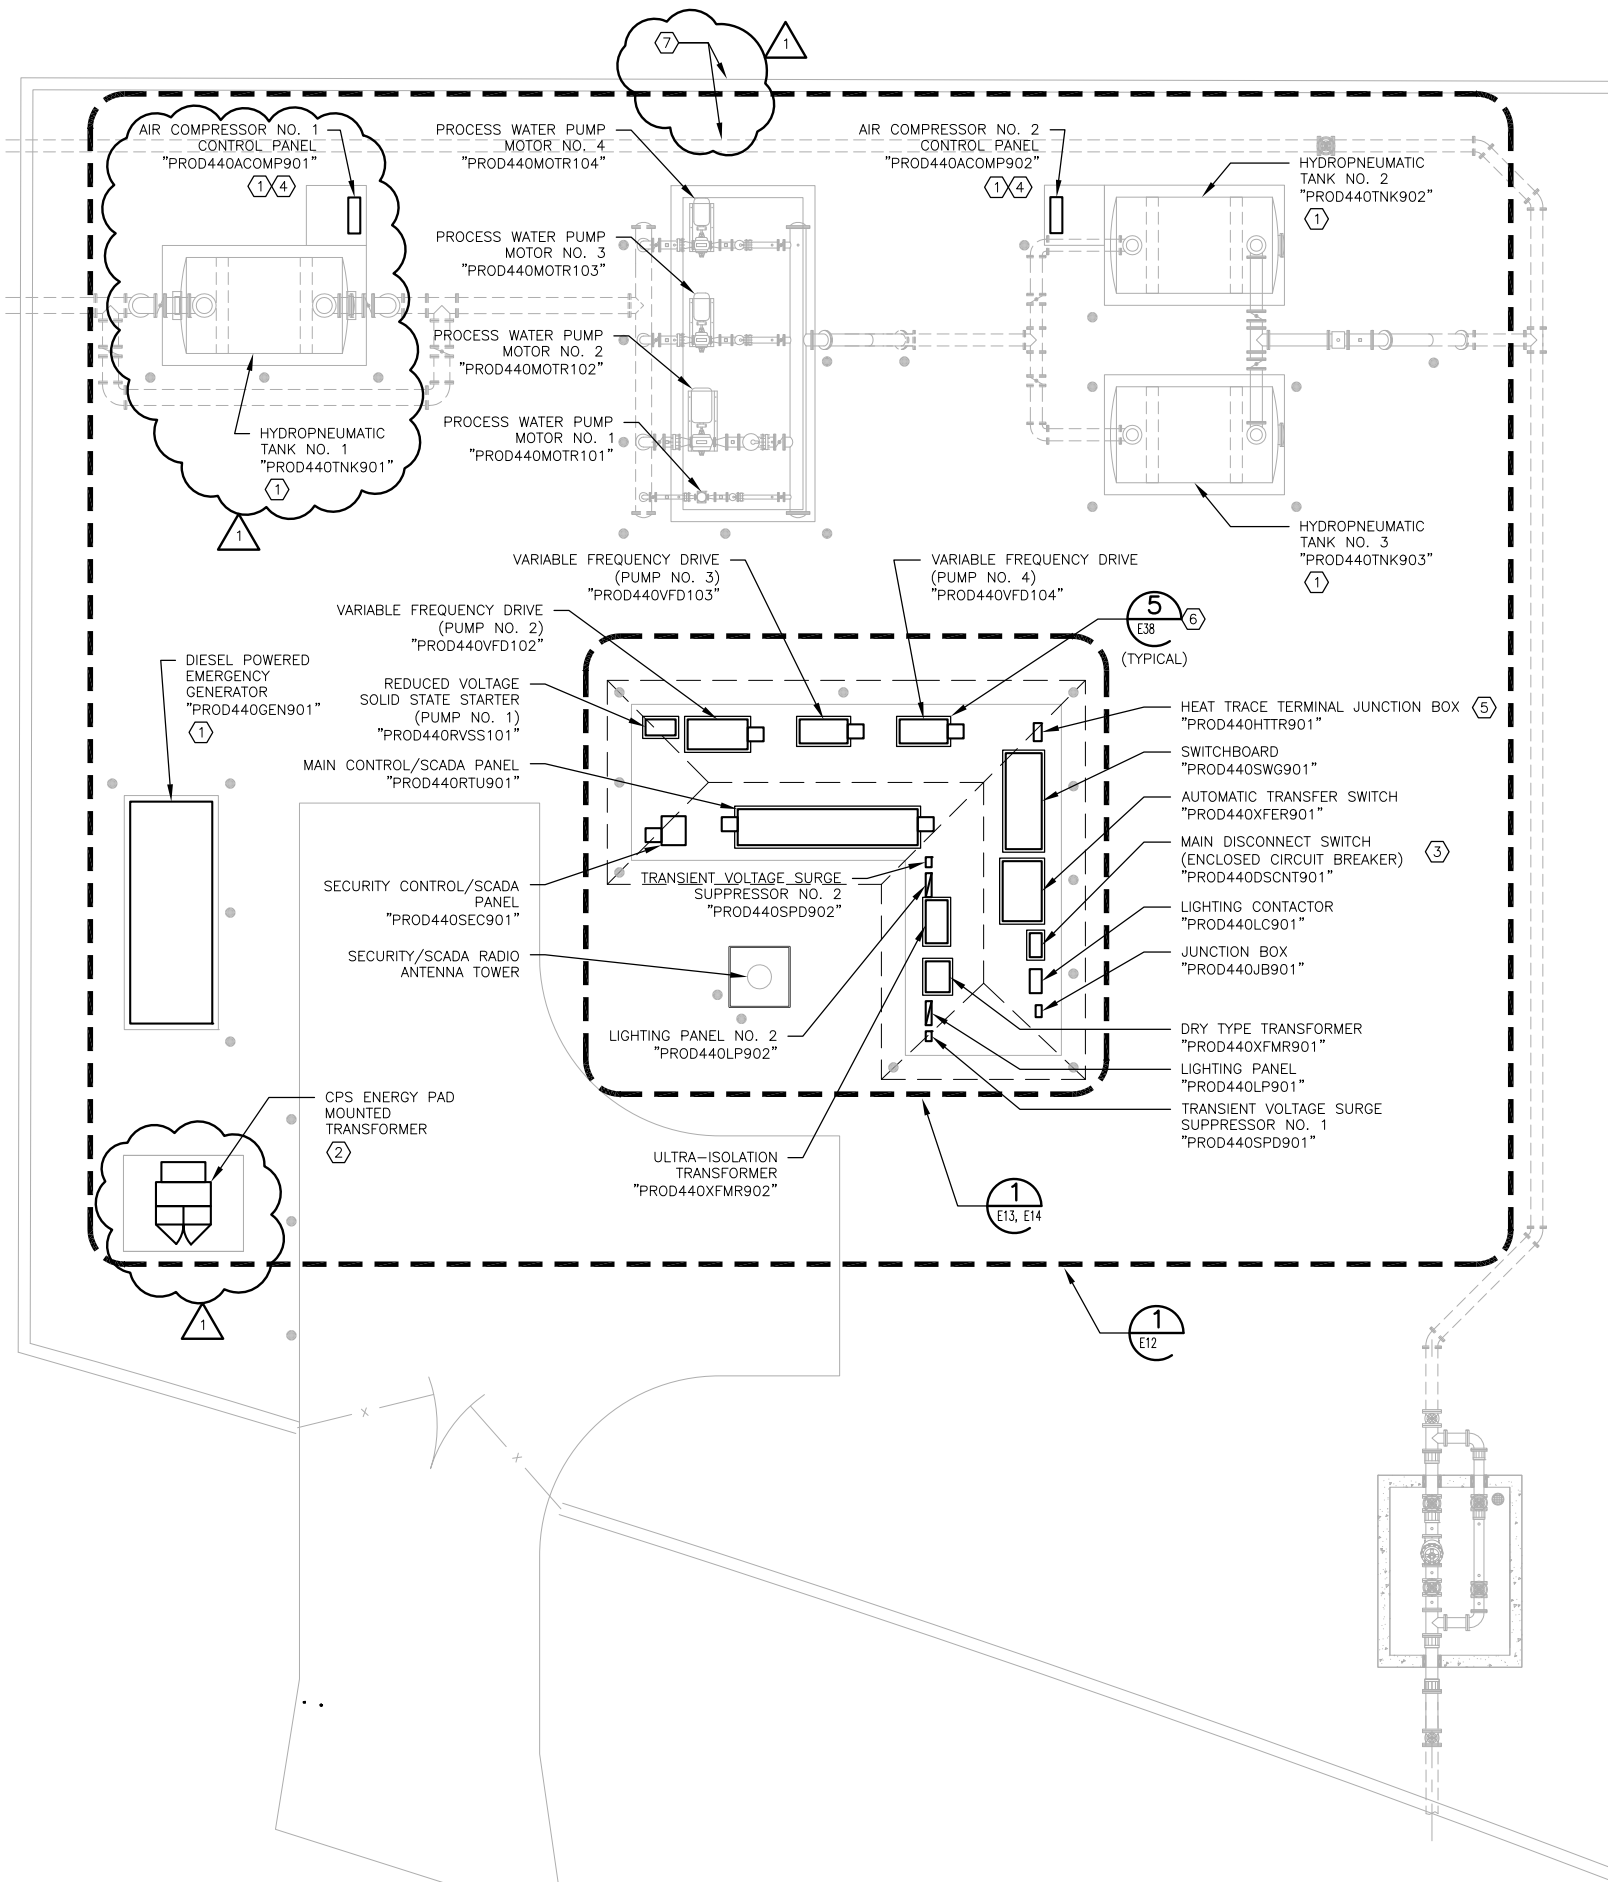 7
1
AIR COMPRESSOR NO. 1
CONTROL PANEL
"PROD440ACOMP901"
1 4
PROCESS WATER PUMP
MOTOR NO. 4
"PROD440MOTR104"
AIR COMPRESSOR NO. 2
CONTROL PANEL
"PROD440ACOMP902"
1 4
HYDROPNEUMATIC
TANK NO. 2
"PROD440TNK902"
1
PROCESS WATER PUMP
MOTOR NO. 3
"PROD440MOTR103"
PROCESS WATER PUMP
MOTOR NO. 2
"PROD440MOTR102"
PROCESS WATER PUMP
MOTOR NO. 1
"PROD440MOTR101"
HYDROPNEUMATIC
TANK NO. 1
"PROD440TNK901"
1
1
HYDROPNEUMATIC
TANK NO. 3
"PROD440TNK903"
1
VARIABLE FREQUENCY DRIVE
(PUMP NO. 3)
"PROD440VFD103"
VARIABLE FREQUENCY DRIVE
(PUMP NO. 4)
"PROD440VFD104"
VARIABLE FREQUENCY DRIVE
(PUMP NO. 2)
"PROD440VFD102"
5
E38
6
(TYPICAL)
DIESEL POWERED
EMERGENCY
GENERATOR
"PROD440GEN901"
1
REDUCED VOLTAGE
SOLID STATE STARTER
(PUMP NO. 1)
"PROD440RVSS101"
MAIN CONTROL/SCADA PANEL
"PROD440RTU901"
HEAT TRACE TERMINAL JUNCTION BOX 5
"PROD440HTTR901"
SWITCHBOARD
"PROD440SWG901"
AUTOMATIC TRANSFER SWITCH
"PROD440XFER901"
MAIN DISCONNECT SWITCH
(ENCLOSED CIRCUIT BREAKER) 3
"PROD440DSCNT901"
SECURITY CONTROL/SCADA
PANEL
"PROD440SEC901"
TRANSIENT VOLTAGE SURGE
SUPPRESSOR NO. 2
"PROD440SPD902"
LIGHTING CONTACTOR
"PROD440LC901"
SECURITY/SCADA RADIO
ANTENNA TOWER
JUNCTION BOX
"PROD440JB901"
LIGHTING PANEL NO. 2
"PROD440LP902"
DRY TYPE TRANSFORMER
"PROD440XFMR901"
LIGHTING PANEL
"PROD440LP901"
TRANSIENT VOLTAGE SURGE
SUPPRESSOR NO. 1
"PROD440SPD901"
CPS ENERGY PAD
MOUNTED
TRANSFORMER
2
ULTRA-ISOLATION
TRANSFORMER
"PROD440XFMR902"
1
E13, E14
1
1
E12
X
X